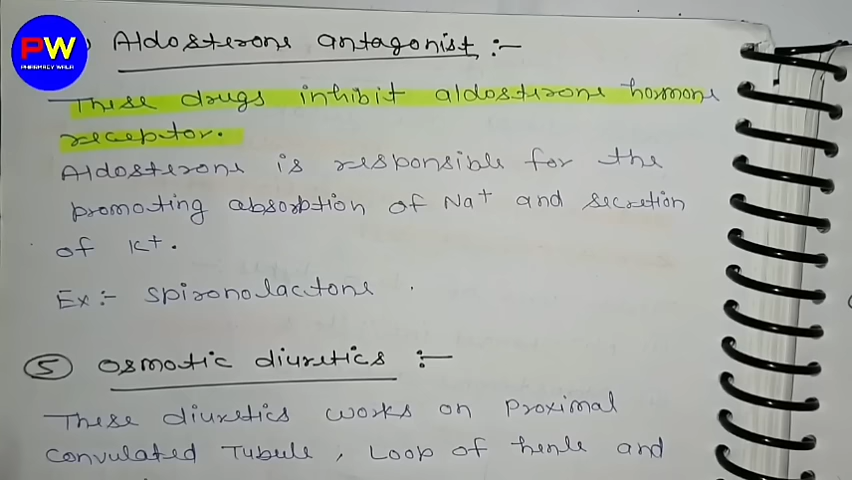 PW
PHARMACY WALA
) Aldosterone antagonist :-
These drugs inhibit aldosterone hormone
receptor.
Aldosterone is responsible for the
promoting absorption of Na+ and secretion
of K+.
Ex:- Spironolactone .
5 Osmotic diuretics :-
These diuretics works on Proximal
Convulated Tubule, Loop of henle and